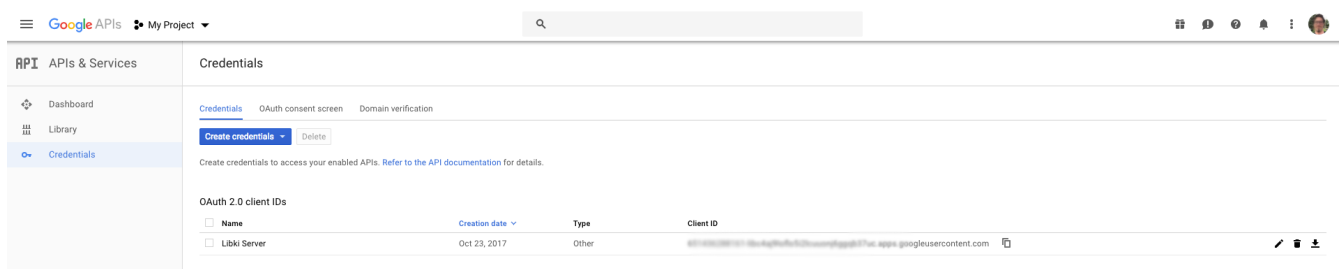 Google APIs My Project
API APIs & Services
Credentials
Dashboard
Library
Credentials
Credentials OAuth consent screen Domain verification
Create credentials Delete
Create credentials to access your enabled APIs. Refer to the API documentation for details.
OAuth 2.0 client IDs
Name Creation date Type Client ID
Libki Server Oct 23, 2017 Other .apps.googleusercontent.com